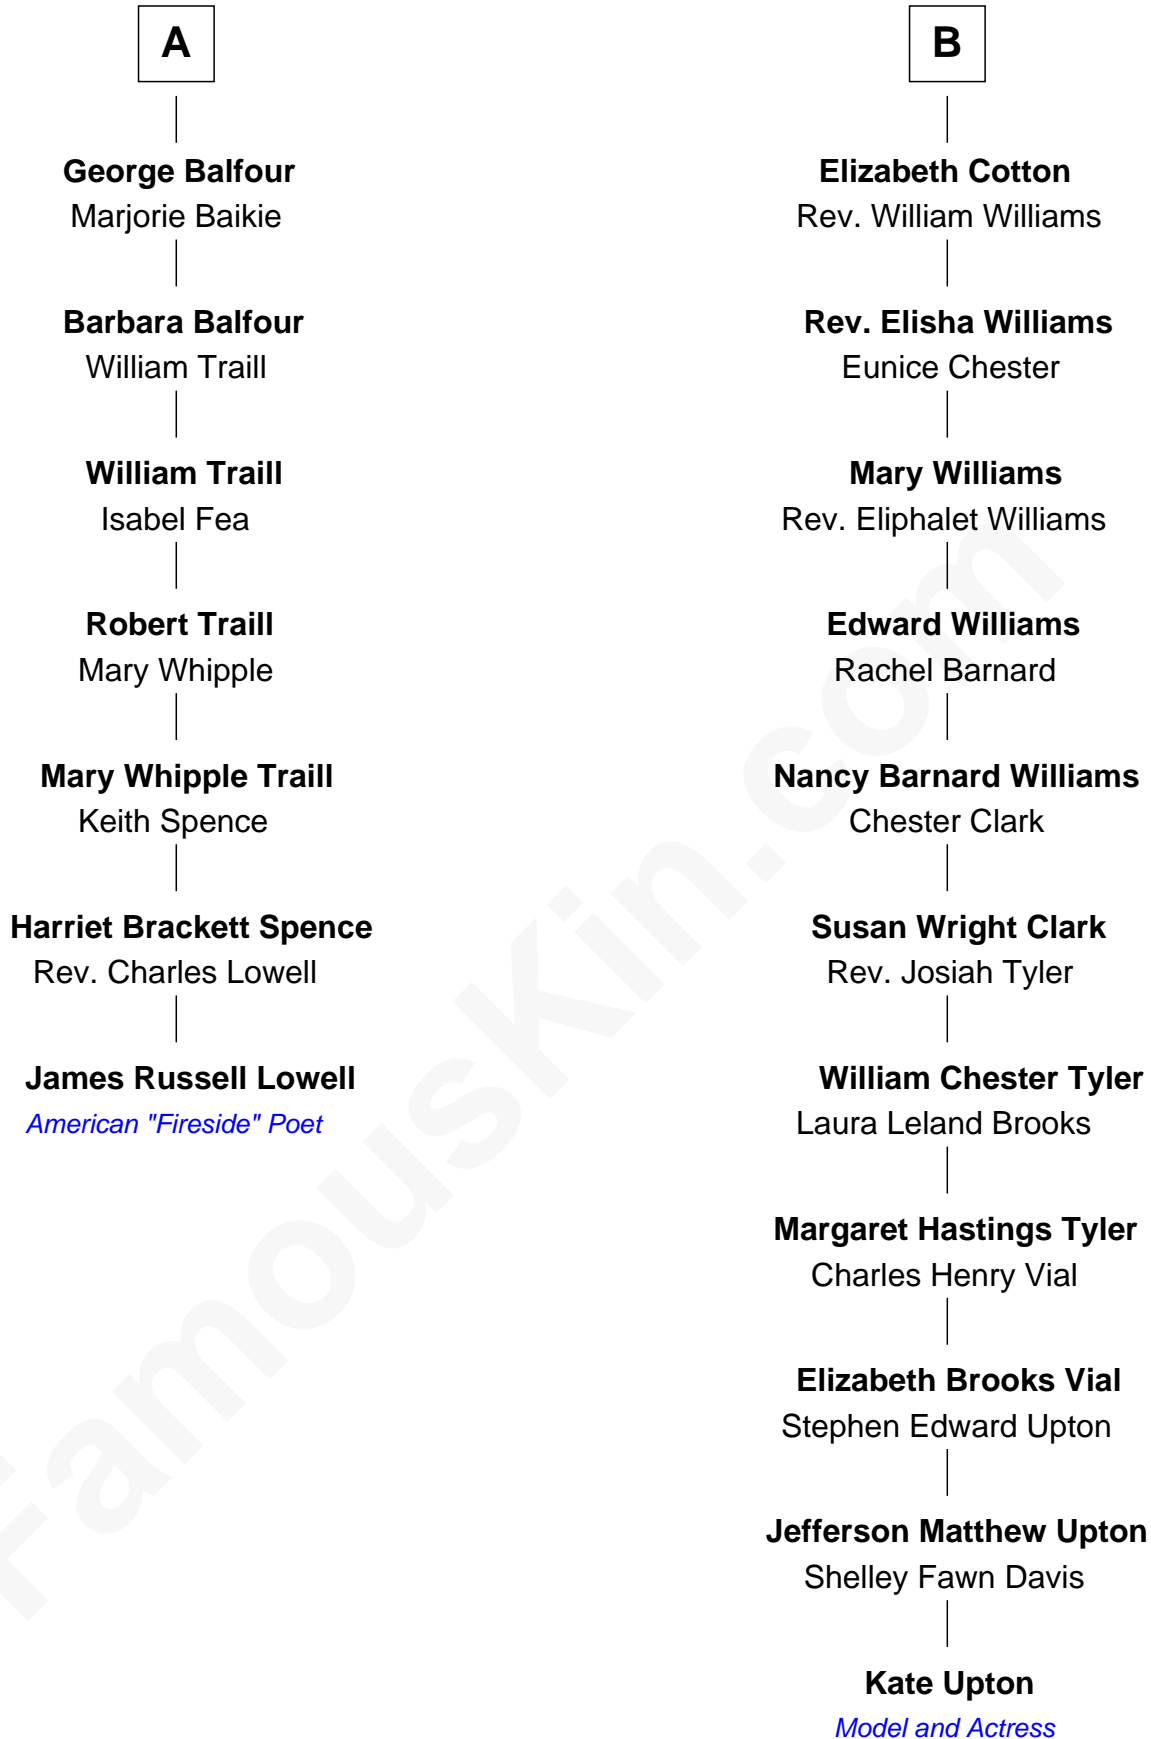 A
George Balfour
Marjorie Baikie
Barbara Balfour
William Traill
William Traill
Isabel Fea
Robert Traill
Mary Whipple
Mary Whipple Traill
Keith Spence
Harriet Brackett Spence
Rev. Charles Lowell
James Russell Lowell
American "Fireside" Poet
B
Elizabeth Cotton
Rev. William Williams
Rev. Elisha Williams
Eunice Chester
Mary Williams
Rev. Eliphalet Williams
Edward Williams
Rachel Barnard
Nancy Barnard Williams
Chester Clark
Susan Wright Clark
Rev. Josiah Tyler
William Chester Tyler
Laura Leland Brooks
Margaret Hastings Tyler
Charles Henry Vial
Elizabeth Brooks Vial
Stephen Edward Upton
Jefferson Matthew Upton
Shelley Fawn Davis
Kate Upton
Model and Actress
FamousKin.com